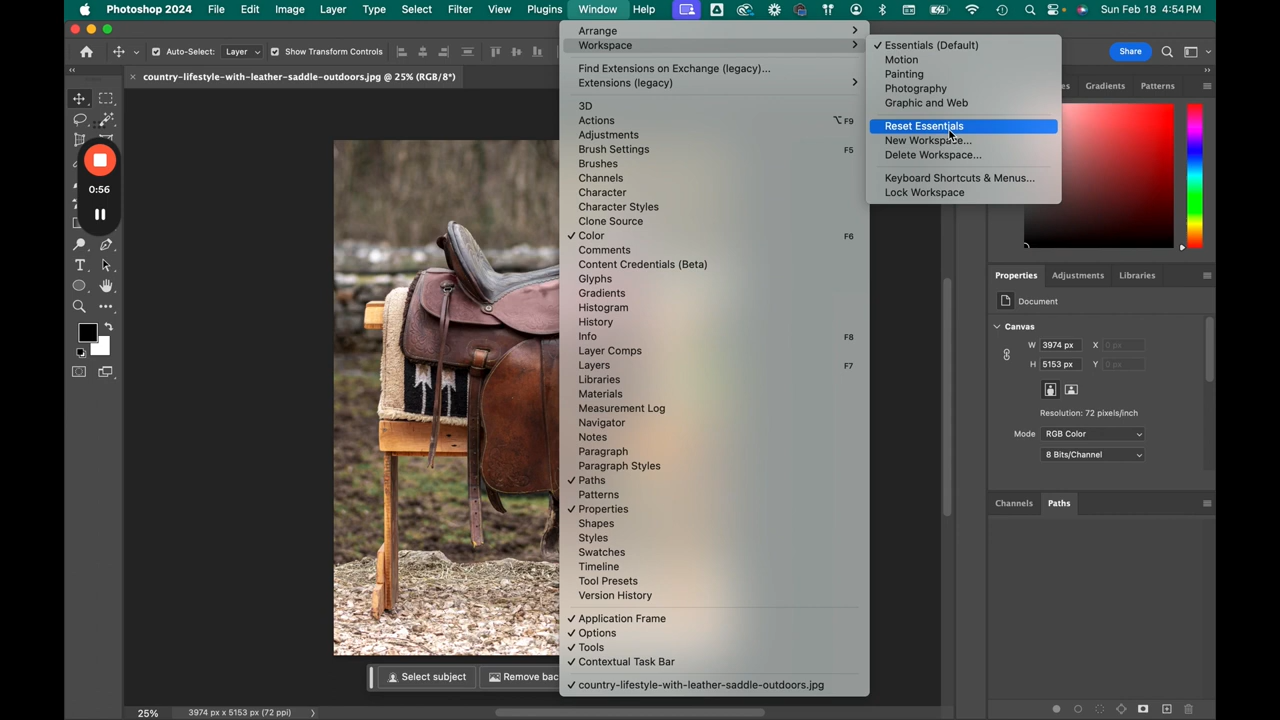 Photoshop 2024 File Edit Image Layer Type Select Filter View Plugins Window Help Sun Feb 18 4:54 PM
Auto-Select: Layer Show Transform Controls
Share
country-lifestyle-with-leather-saddle-outdoors.jpg @ 25% (RGB/8*)
0:56
Arrange
Workspace
Find Extensions on Exchange (legacy)...
Extensions (legacy)
3D
Actions ⌥ F9
Adjustments
Brush Settings F5
Brushes
Channels
Character
Character Styles
Clone Source
✓ Color F6
Comments
Content Credentials (Beta)
Glyphs
Gradients
Histogram
History
Info F8
Layer Comps
Layers F7
Libraries
Materials
Measurement Log
Navigator
Notes
Paragraph
Paragraph Styles
✓ Paths
Patterns
✓ Properties
Shapes
Styles
Swatches
Timeline
Tool Presets
Version History
✓ Application Frame
✓ Options
✓ Tools
✓ Contextual Task Bar
✓ country-lifestyle-with-leather-saddle-outdoors.jpg
✓ Essentials (Default)
Motion
Painting
Photography
Graphic and Web
Reset Essentials
New Workspace...
Delete Workspace...
Keyboard Shortcuts & Menus...
Lock Workspace
Gradients Patterns
Properties Adjustments Libraries
Document
Canvas
W 3974 px X 0 px
H 5153 px Y 0 px
Resolution: 72 pixels/inch
Mode RGB Color
8 Bits/Channel
Channels Paths
Select subject Remove bac
25% 3974 px x 5153 px (72 ppi)